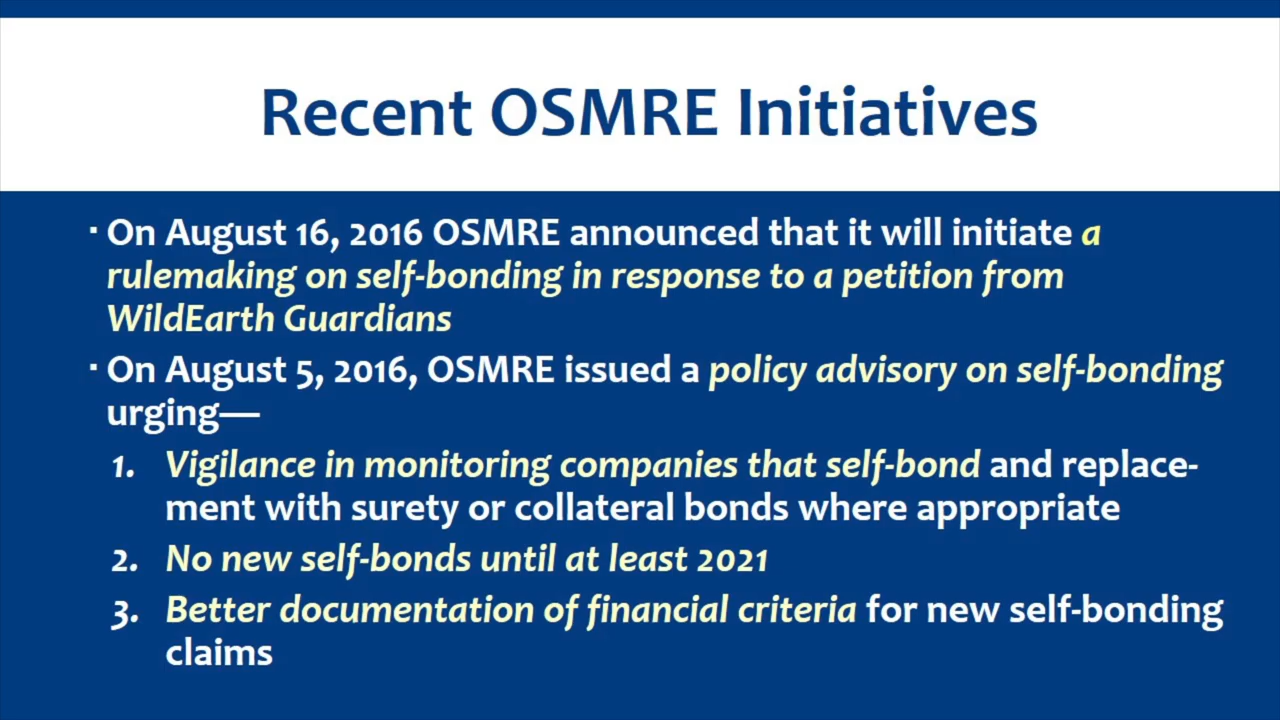 Recent OSMRE Initiatives
▪ On August 16, 2016 OSMRE announced that it will initiate a
rulemaking on self-bonding in response to a petition from
WildEarth Guardians
▪ On August 5, 2016, OSMRE issued a policy advisory on self-bonding
urging—
1. Vigilance in monitoring companies that self-bond and replace-
ment with surety or collateral bonds where appropriate
2. No new self-bonds until at least 2021
3. Better documentation of financial criteria for new self-bonding
claims